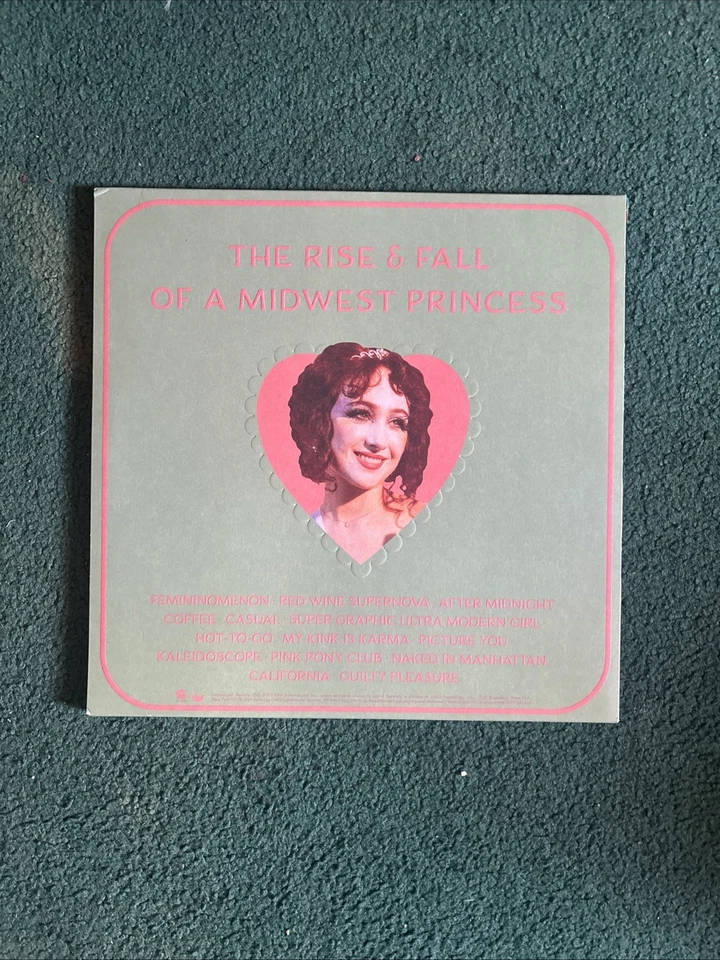 THE RISE & FALL
OF A MIDWEST PRINCESS
FEMININOMENON · RED WINE SUPERNOVA · AFTER MIDNIGHT
COFFEE · CASUAL · SUPER GRAPHIC ULTRA MODERN GIRL ·
HOT-TO-GO · MY KINK IS KARMA · PICTURE YOU
KALEIDOSCOPE · PINK PONY CLUB · NAKED IN MANHATTAN
CALIFORNIA · GUILTY PLEASURE